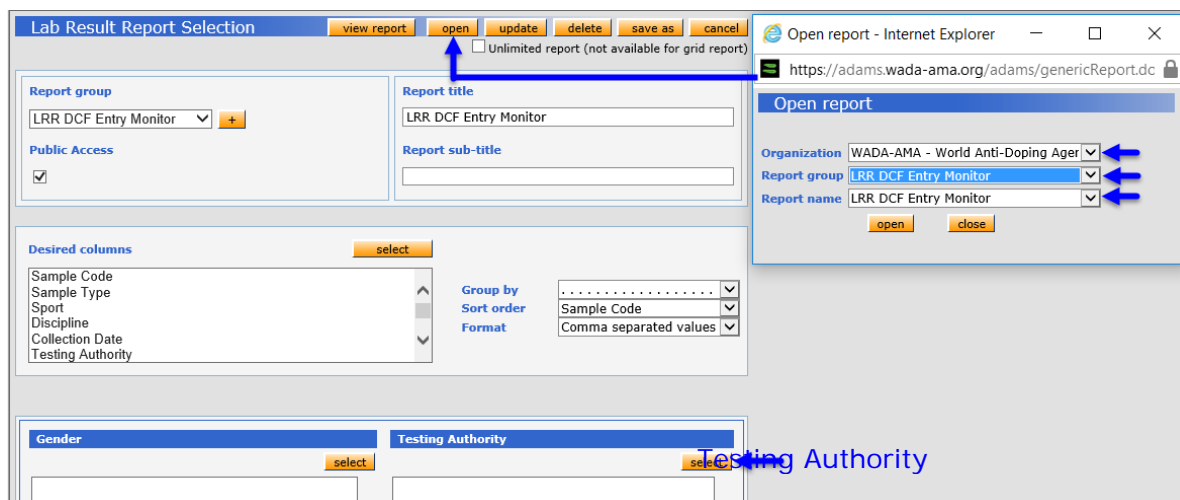 Lab Result Report Selection
view report open update delete save as cancel
Unlimited report (not available for grid report)
Report group
LRR DCF Entry Monitor
+
Public Access
Report title
LRR DCF Entry Monitor
Report sub-title
Desired columns
select
Sample Code
Sample Type
Sport
Discipline
Collection Date
Testing Authority
Group by . . . . . . . . . . . . . . . . . .
Sort order Sample Code
Format Comma separated values
Gender
select
Testing Authority
select
Testing Authority
Open report - Internet Explorer
https://adams.wada-ama.org/adams/genericReport.dc
Open report
Organization WADA-AMA - World Anti-Doping Ager
Report group LRR DCF Entry Monitor
Report name LRR DCF Entry Monitor
open close